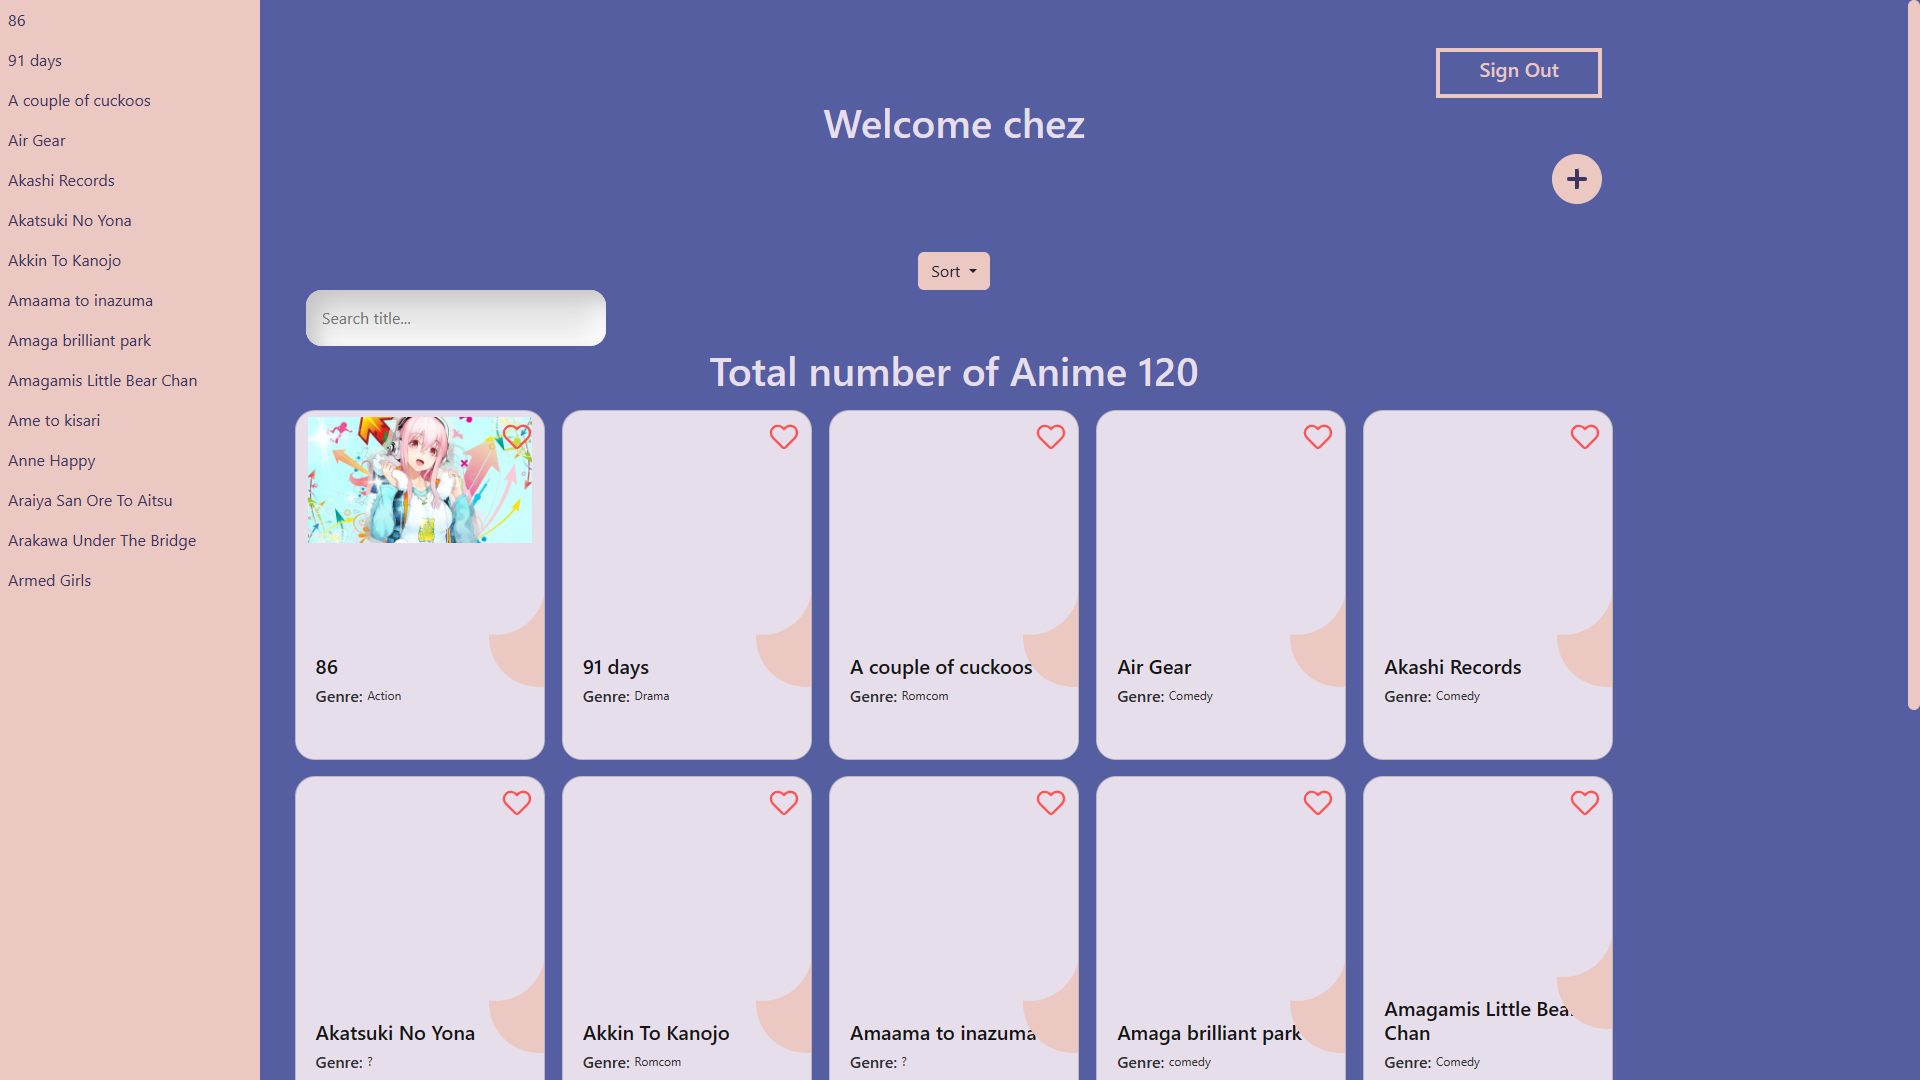 86
91 days
A couple of cuckoos
Air Gear
Akashi Records
Akatsuki No Yona
Akkin To Kanojo
Amaama to inazuma
Amaga brilliant park
Amagamis Little Bear Chan
Ame to kisari
Anne Happy
Araiya San Ore To Aitsu
Arakawa Under The Bridge
Armed Girls
Sign Out
Welcome chez
Sort
Search title...
Total number of Anime 120
86
Genre: Action
91 days
Genre: Drama
A couple of cuckoos
Genre: Romcom
Air Gear
Genre: Comedy
Akashi Records
Genre: Comedy
Akatsuki No Yona
Genre: ?
Akkin To Kanojo
Genre: Romcom
Amaama to inazuma
Genre: ?
Amaga brilliant park
Genre: comedy
Amagamis Little Bear
Chan
Genre: Comedy